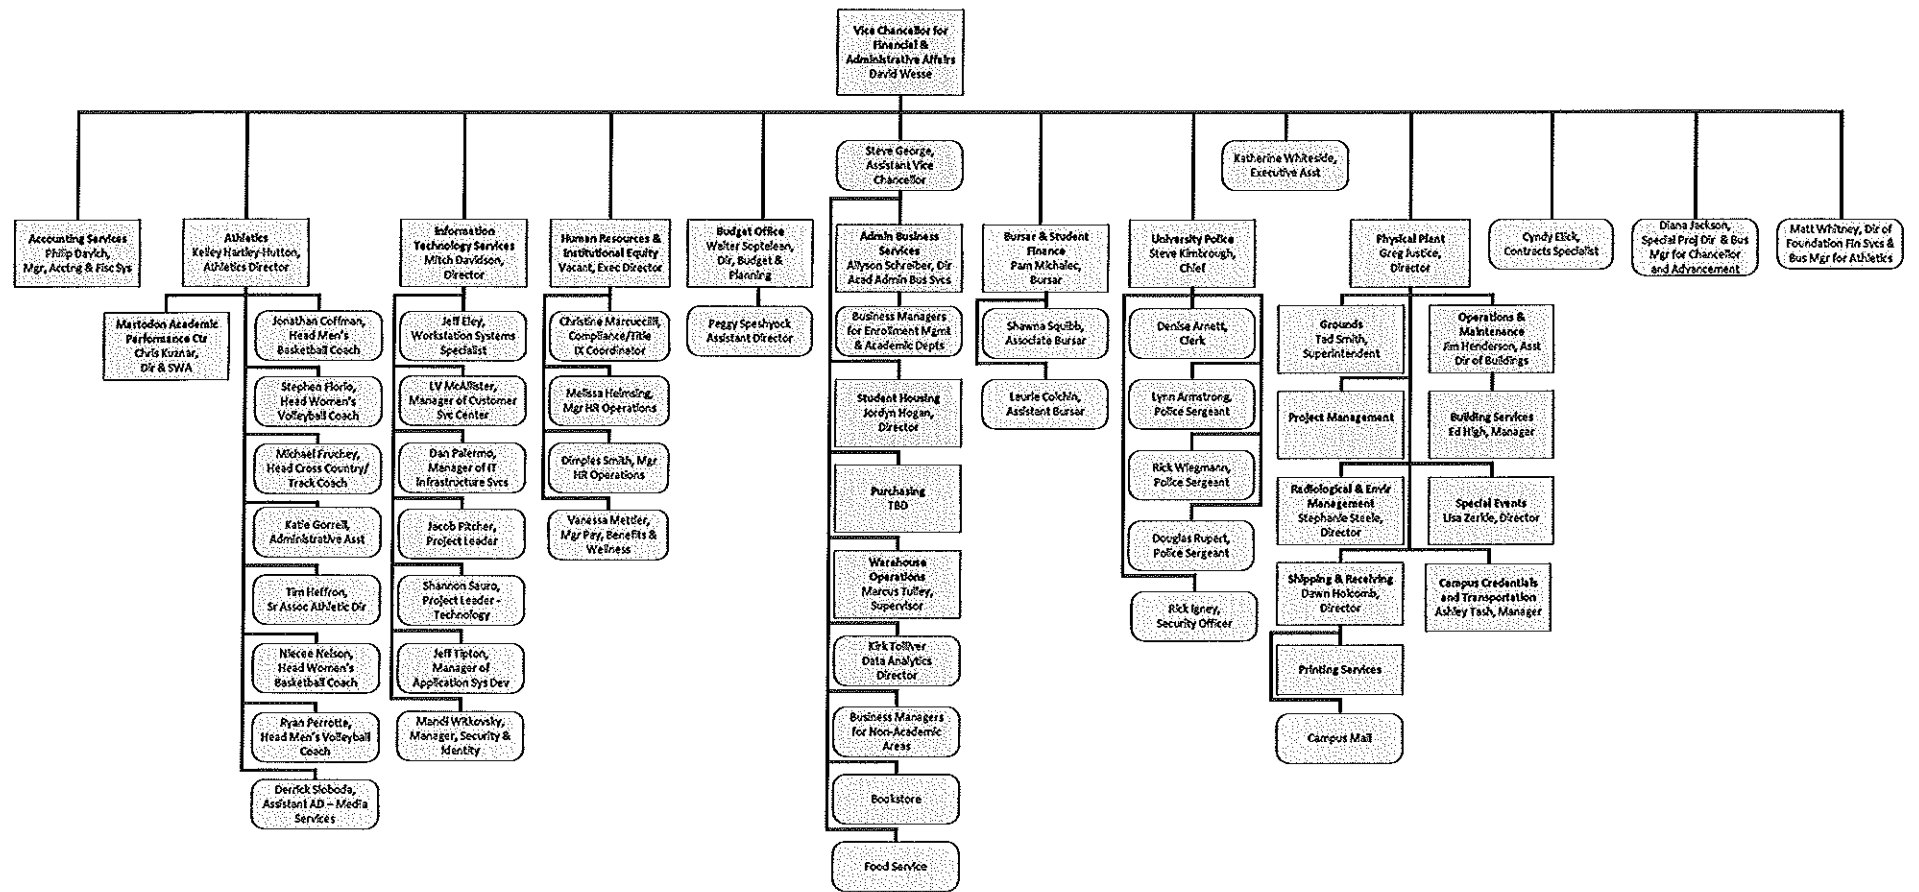 Vice Chancellor for
Financial &
Administrative Affairs
David Wesse
Steve George,
Assistant Vice
Chancellor
Katherine Whiteside,
Executive Asst
Accounting Services
Philip Davich,
Mgr, Acctng & Fisc Sys
Athletics
Kelley Hartley-Hutton,
Athletics Director
Mastodon Academic
Performance Ctr
Chris Kuznar,
Dir & SWA
Jonathan Coffman,
Head Men's
Basketball Coach
Stephen Florio,
Head Women's
Volleyball Coach
Michael Fruchey,
Head Cross Country/
Track Coach
Katie Gorrell,
Administrative Asst
Tim Heffron,
Sr Assoc Athletic Dir
Niecee Nelson,
Head Women's
Basketball Coach
Ryan Perrotte,
Head Men's Volleyball
Coach
Derrick Sloboda,
Assistant AD – Media
Services
Information
Technology Services
Mitch Davidson,
Director
Jeff Eley,
Workstation Systems
Specialist
LV McAllister,
Manager of Customer
Svc Center
Dan Palermo,
Manager of IT
Infrastructure Svcs
Jacob Pitcher,
Project Leader
Shannon Sauro,
Project Leader -
Technology
Jeff Tipton,
Manager of
Application Sys Dev
Mandi Witkovsky,
Manager, Security &
Identity
Human Resources &
Institutional Equity
Vacant, Exec Director
Christine Marcuccilli,
Compliance/Title
IX Coordinator
Melissa Helmsing,
Mgr HR Operations
Dimples Smith, Mgr
HR Operations
Vanessa Mettler,
Mgr Pay, Benefits &
Wellness
Budget Office
Walter Soptelean,
Dir, Budget &
Planning
Peggy Speshyock
Assistant Director
Admin Business
Services
Allyson Schreiber, Dir
Acad Admin Bus Svcs
Business Managers
for Enrollment Mgmt
& Academic Depts
Student Housing
Jordyn Hogan,
Director
Purchasing
TBD
Warehouse
Operations
Marcus Tulley,
Supervisor
Kirk Tolliver
Data Analytics
Director
Business Managers
for Non-Academic
Areas
Bookstore
Food Service
Bursar & Student
Finance
Pam Michalec,
Bursar
Shawna Squibb,
Associate Bursar
Laurie Colchin,
Assistant Bursar
University Police
Steve Kimbrough,
Chief
Denise Arnett,
Clerk
Lynn Armstrong,
Police Sergeant
Rick Wiegmann,
Police Sergeant
Douglas Rupert,
Police Sergeant
Rick Igney,
Security Officer
Physical Plant
Greg Justice,
Director
Grounds
Tad Smith,
Superintendent
Operations &
Maintenance
Jim Henderson, Asst
Dir of Buildings
Project Management
Building Services
Ed High, Manager
Radiological & Envir
Management
Stephanie Steele,
Director
Special Events
Lisa Zerkle, Director
Shipping & Receiving
Dawn Holcomb,
Director
Campus Credentials
and Transportation
Ashley Tash, Manager
Printing Services
Campus Mail
Cyndy Elick,
Contracts Specialist
Diana Jackson,
Special Proj Dir & Bus
Mgr for Chancellor
and Advancement
Matt Whitney, Dir of
Foundation Fin Svcs &
Bus Mgr for Athletics